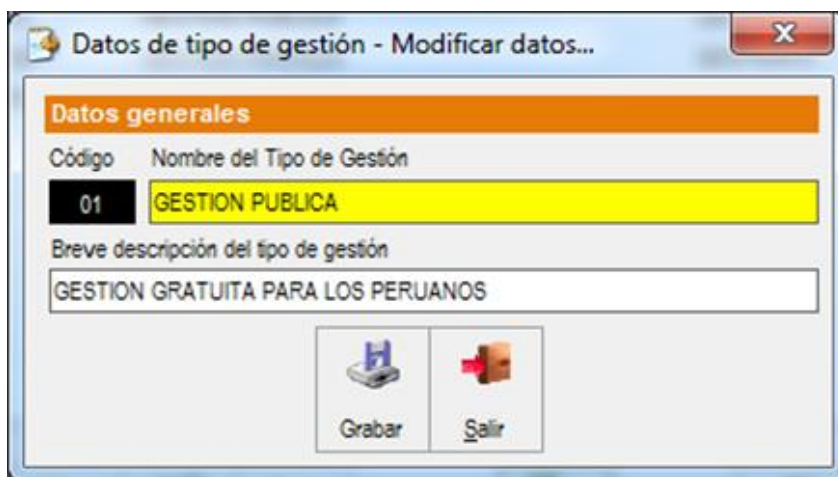 Datos de tipo de gestión - Modificar datos...
Datos generales
Código Nombre del Tipo de Gestión
01 GESTION PUBLICA
Breve descripción del tipo de gestión
GESTION GRATUITA PARA LOS PERUANOS
Grabar Salir